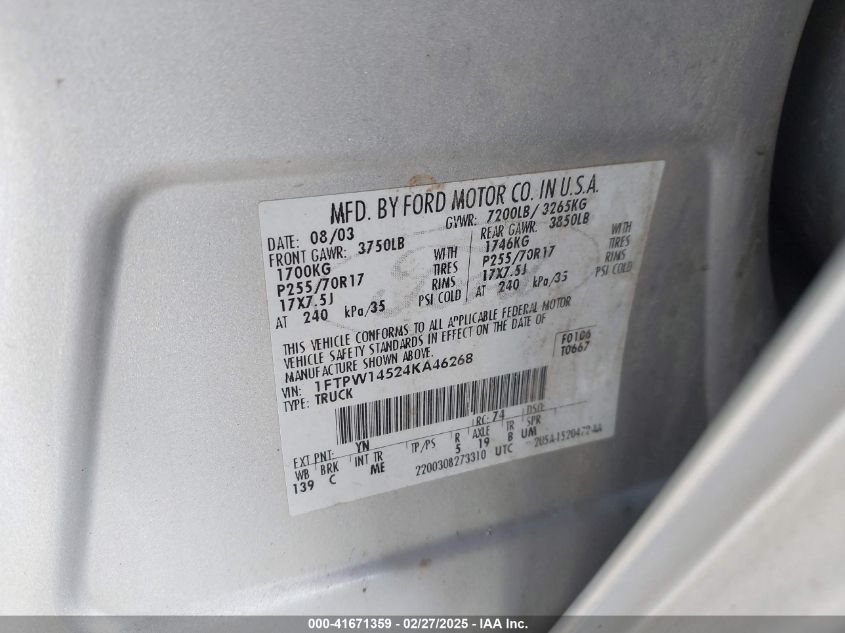 MFD. BY FORD MOTOR CO. IN U.S.A.
DATE: 08/03 GVWR: 7200LB/ 3265KG
FRONT GAWR: 3750LB REAR GAWR: 3850LB
1700KG WITH 1746KG WITH
P255/70R17 TIRES P255/70R17 TIRES
17X7.5J RIMS 17X7.5J RIMS
AT 240 kPa/35 PSI COLD AT 240 kPa/35 PSI COLD
THIS VEHICLE CONFORMS TO ALL APPLICABLE FEDERAL MOTOR
VEHICLE SAFETY STANDARDS IN EFFECT ON THE DATE OF
MANUFACTURE SHOWN ABOVE.
VIN: 1FTPW14524KA46268 F0106
TYPE: TRUCK T0667
RC: 74 DSO:
EXT PNT: YN
WB BRK INT TR TP/PS R AXLE TR SPR
139 C ME 5 19 B UM
2200308273310 UTC
000-41671359 - 02/27/2025 - IAA Inc.